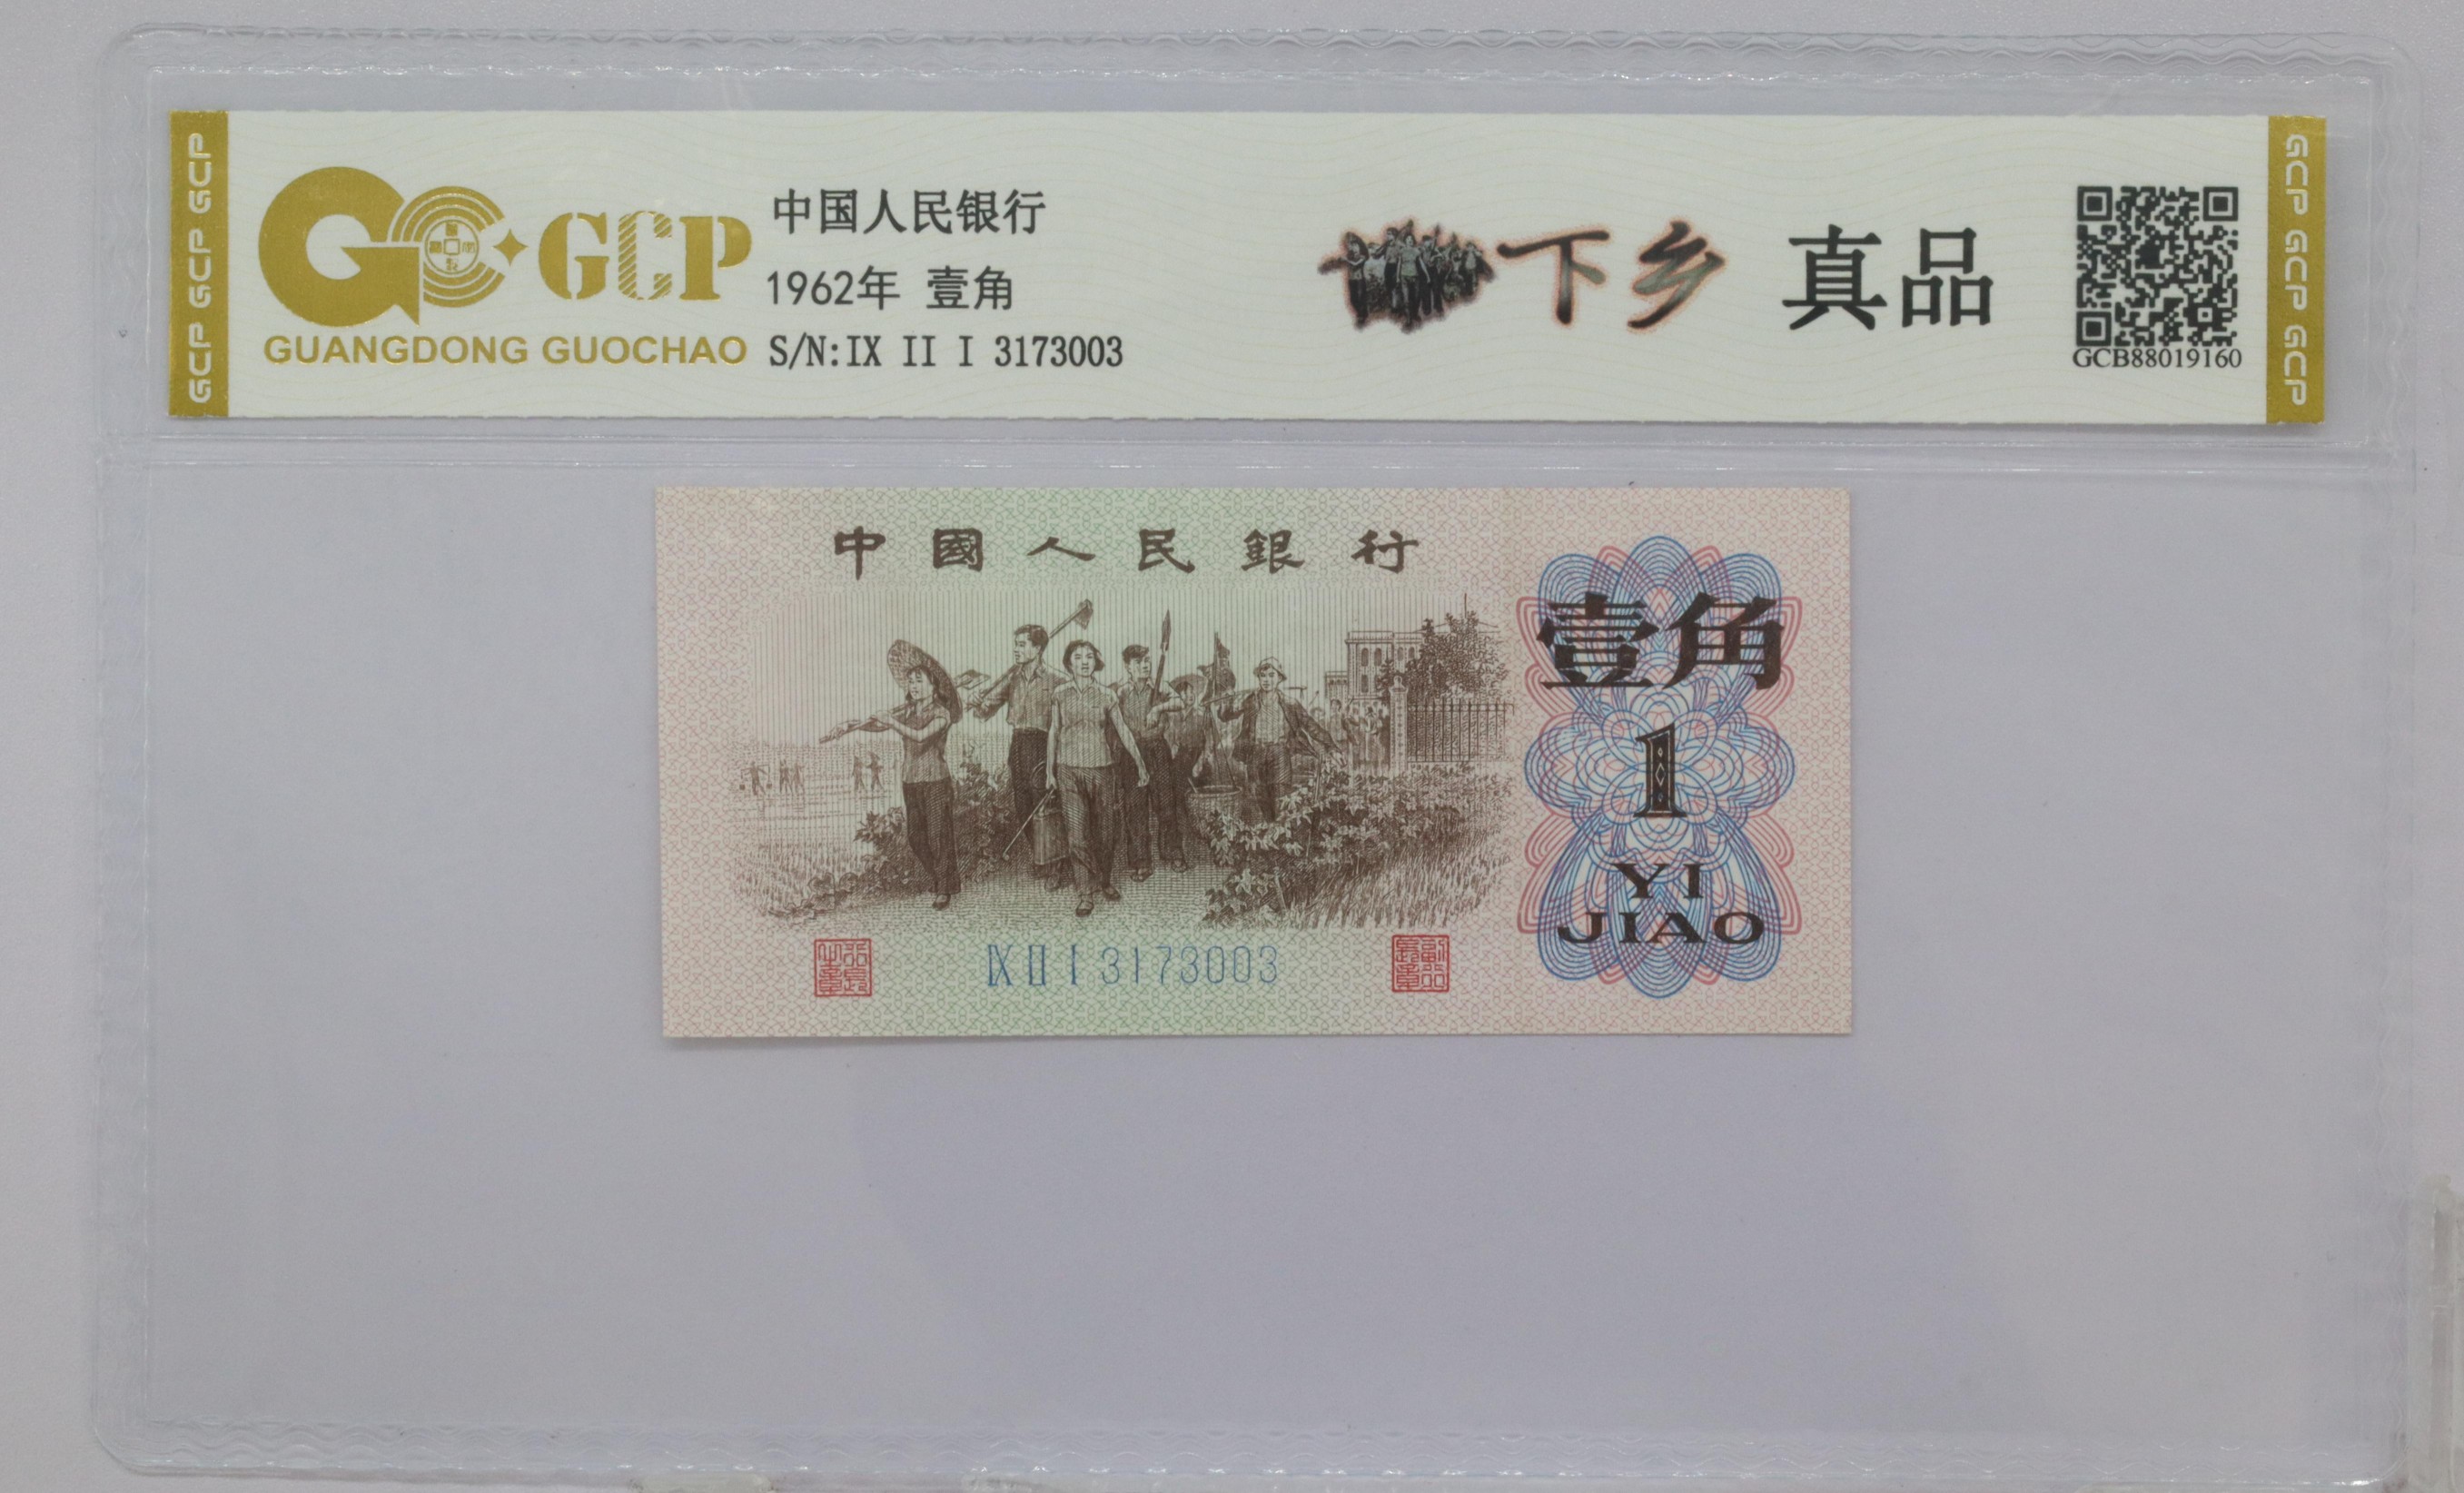 GCP GCP GCP
GCP
GUANGDONG GUOCHAO
中国人民银行
1962年 壹角
S/N:IX II I 3173003
下乡 真品
GCB88019160
GCP GCP GCP
中國人民銀行
壹角
1
YI
JIAO
IX II I 3173003